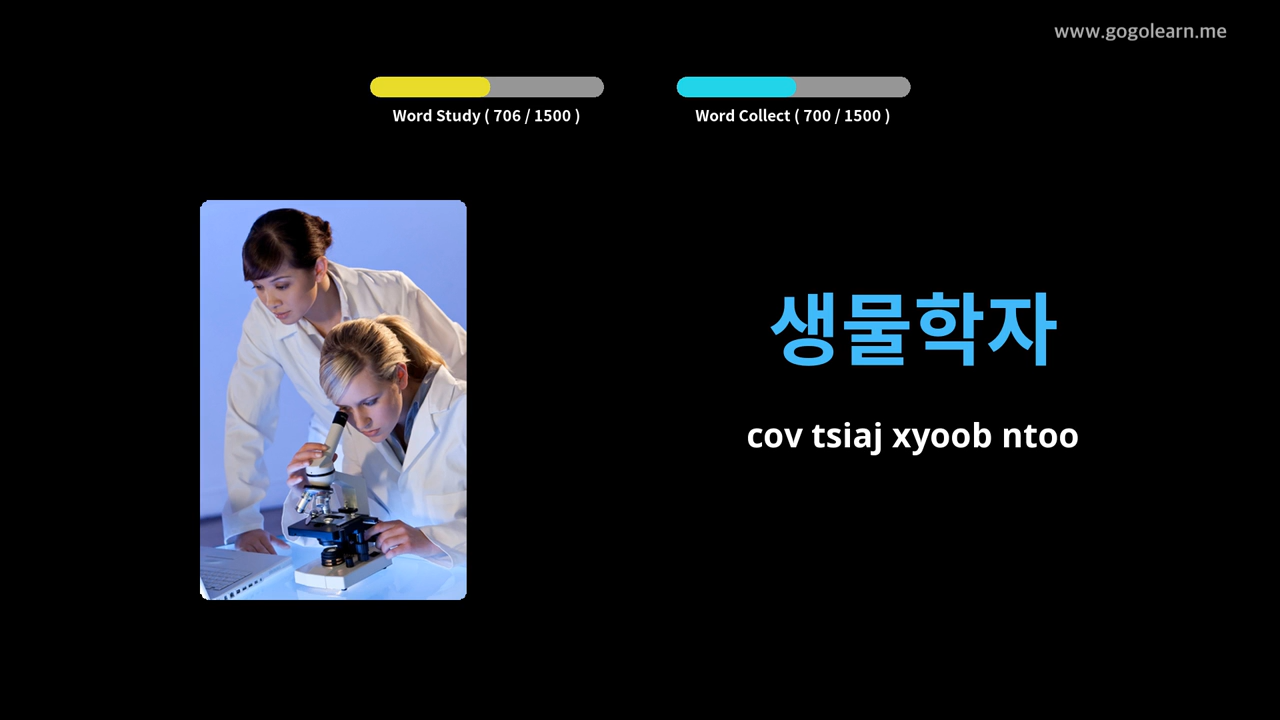 www.gogolearn.me
Word Study ( 706 / 1500 )
Word Collect ( 700 / 1500 )
생물학자
cov tsiaj xyoob ntoo